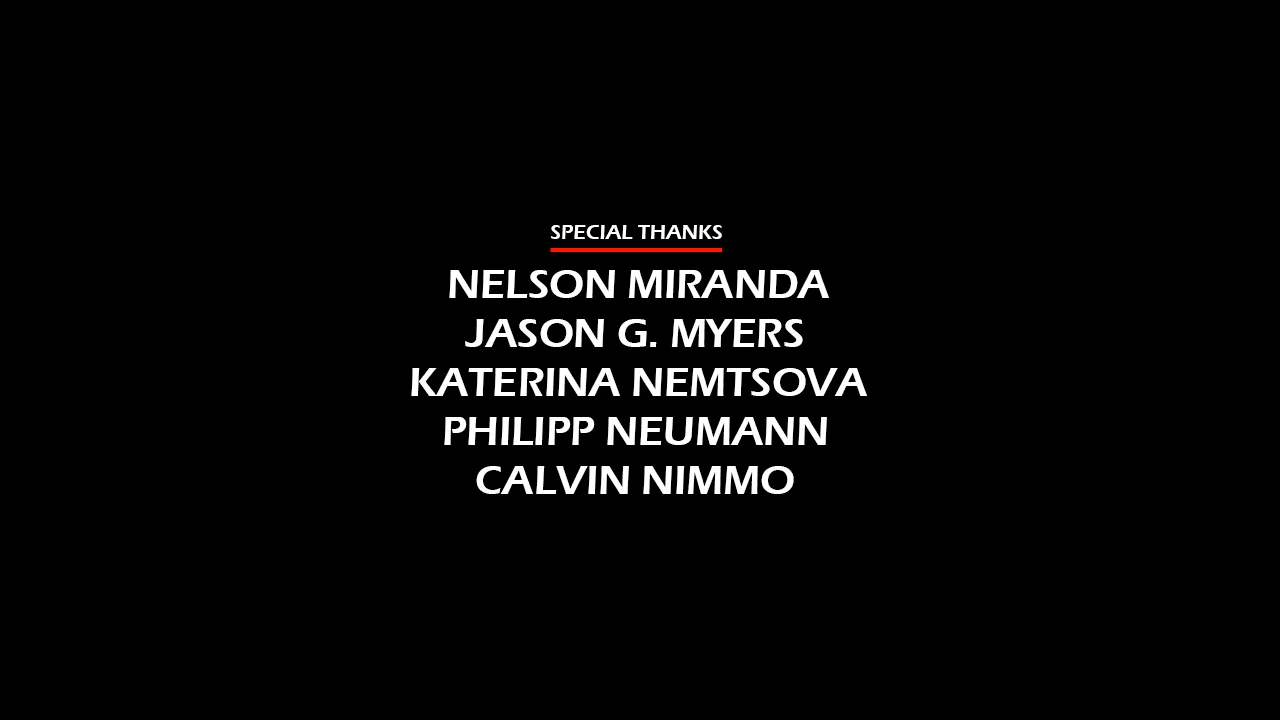 SPECIAL THANKS
NELSON MIRANDA
JASON G. MYERS
KATERINA NEMTSOVA
PHILIPP NEUMANN
CALVIN NIMMO